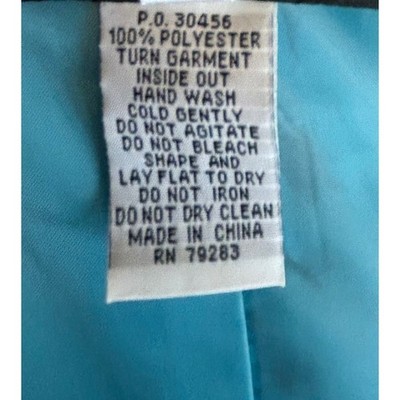 P.O. 30456
100% POLYESTER
TURN GARMENT
INSIDE OUT
HAND WASH
COLD GENTLY
DO NOT AGITATE
DO NOT BLEACH
SHAPE AND
LAY FLAT TO DRY
DO NOT IRON
DO NOT DRY CLEAN
MADE IN CHINA
RN 79283